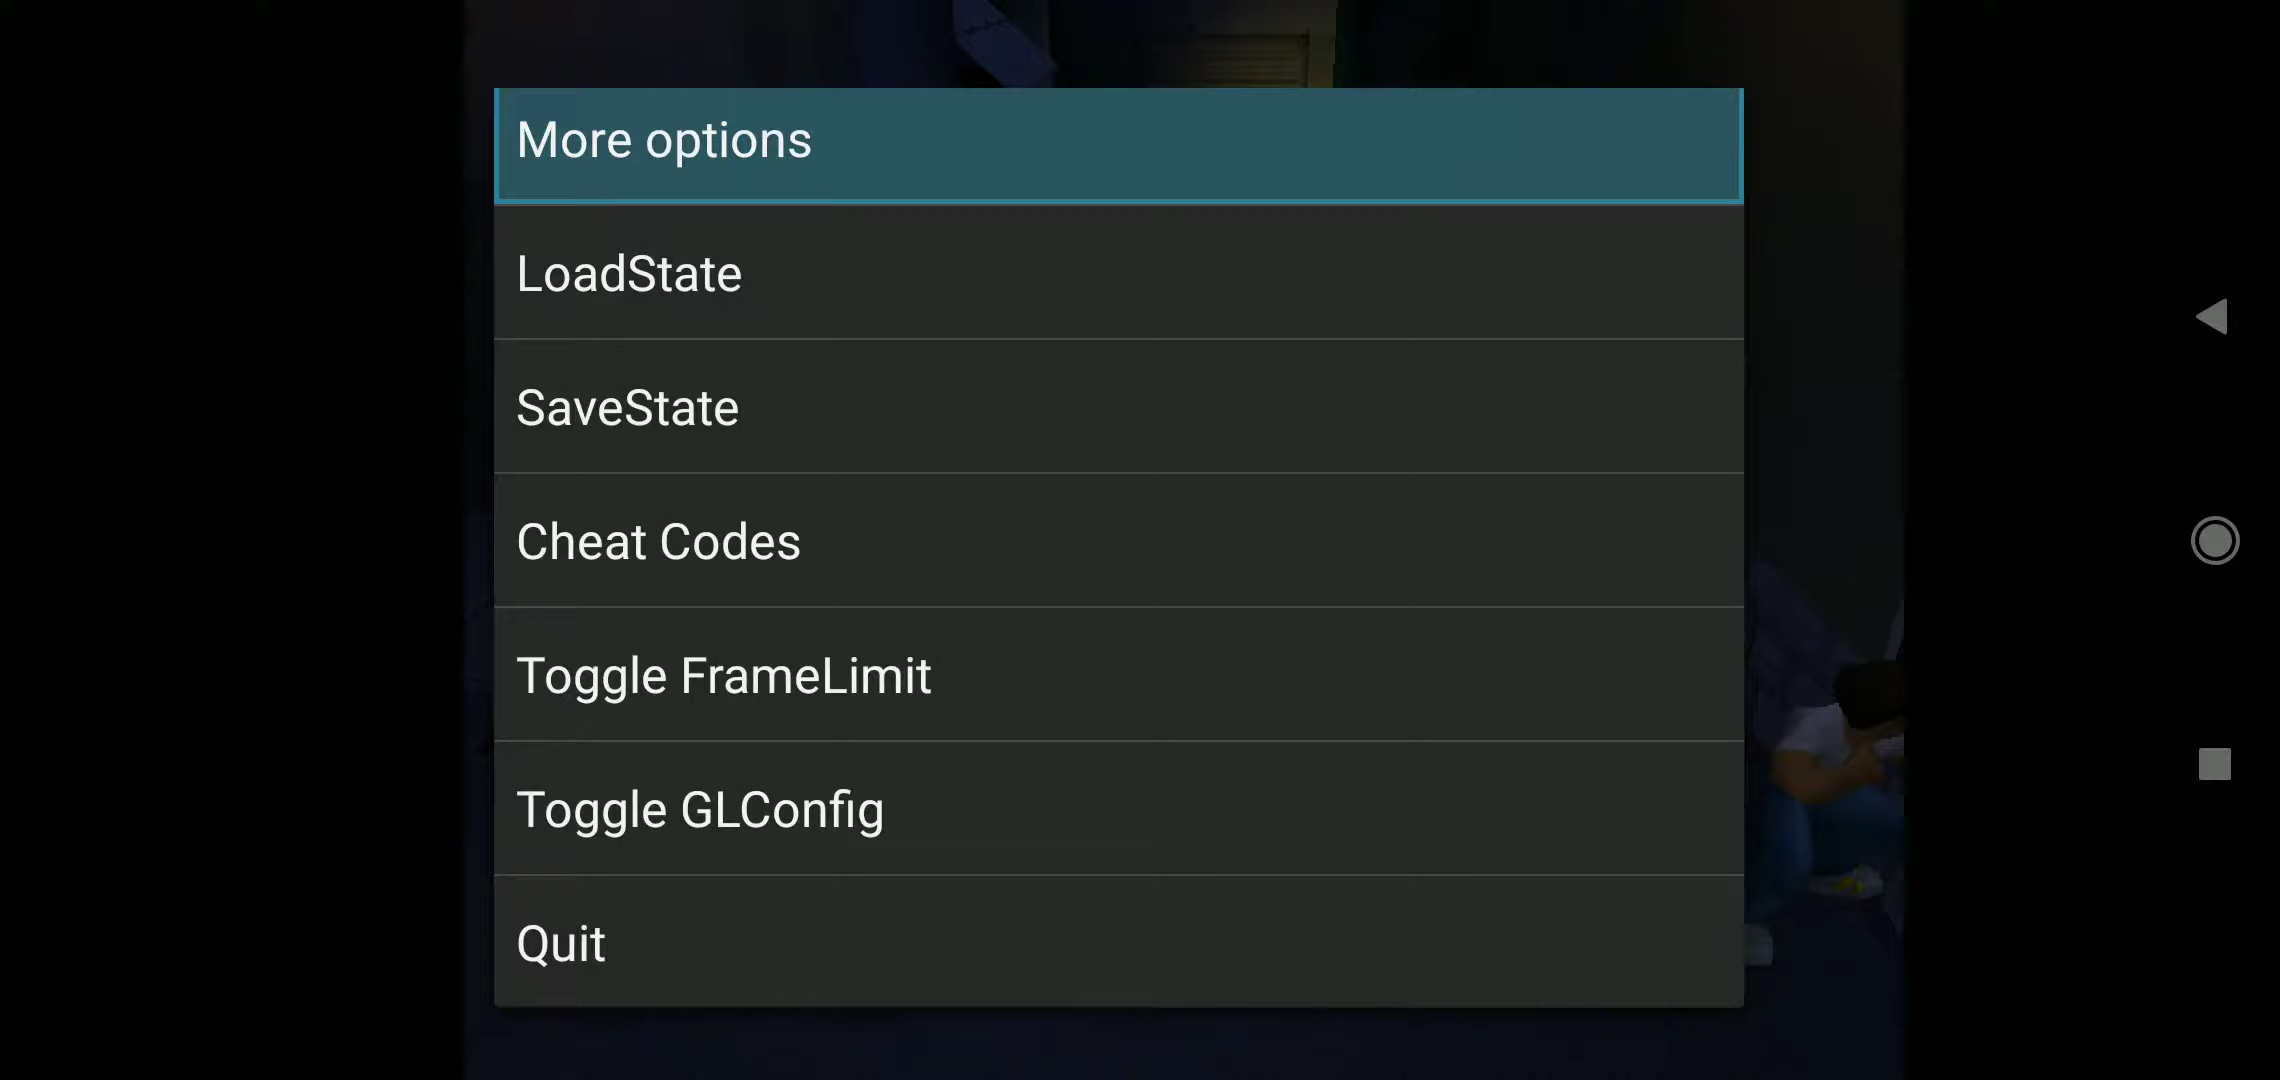 More options
LoadState
SaveState
Cheat Codes
Toggle FrameLimit
Toggle GLConfig
Quit